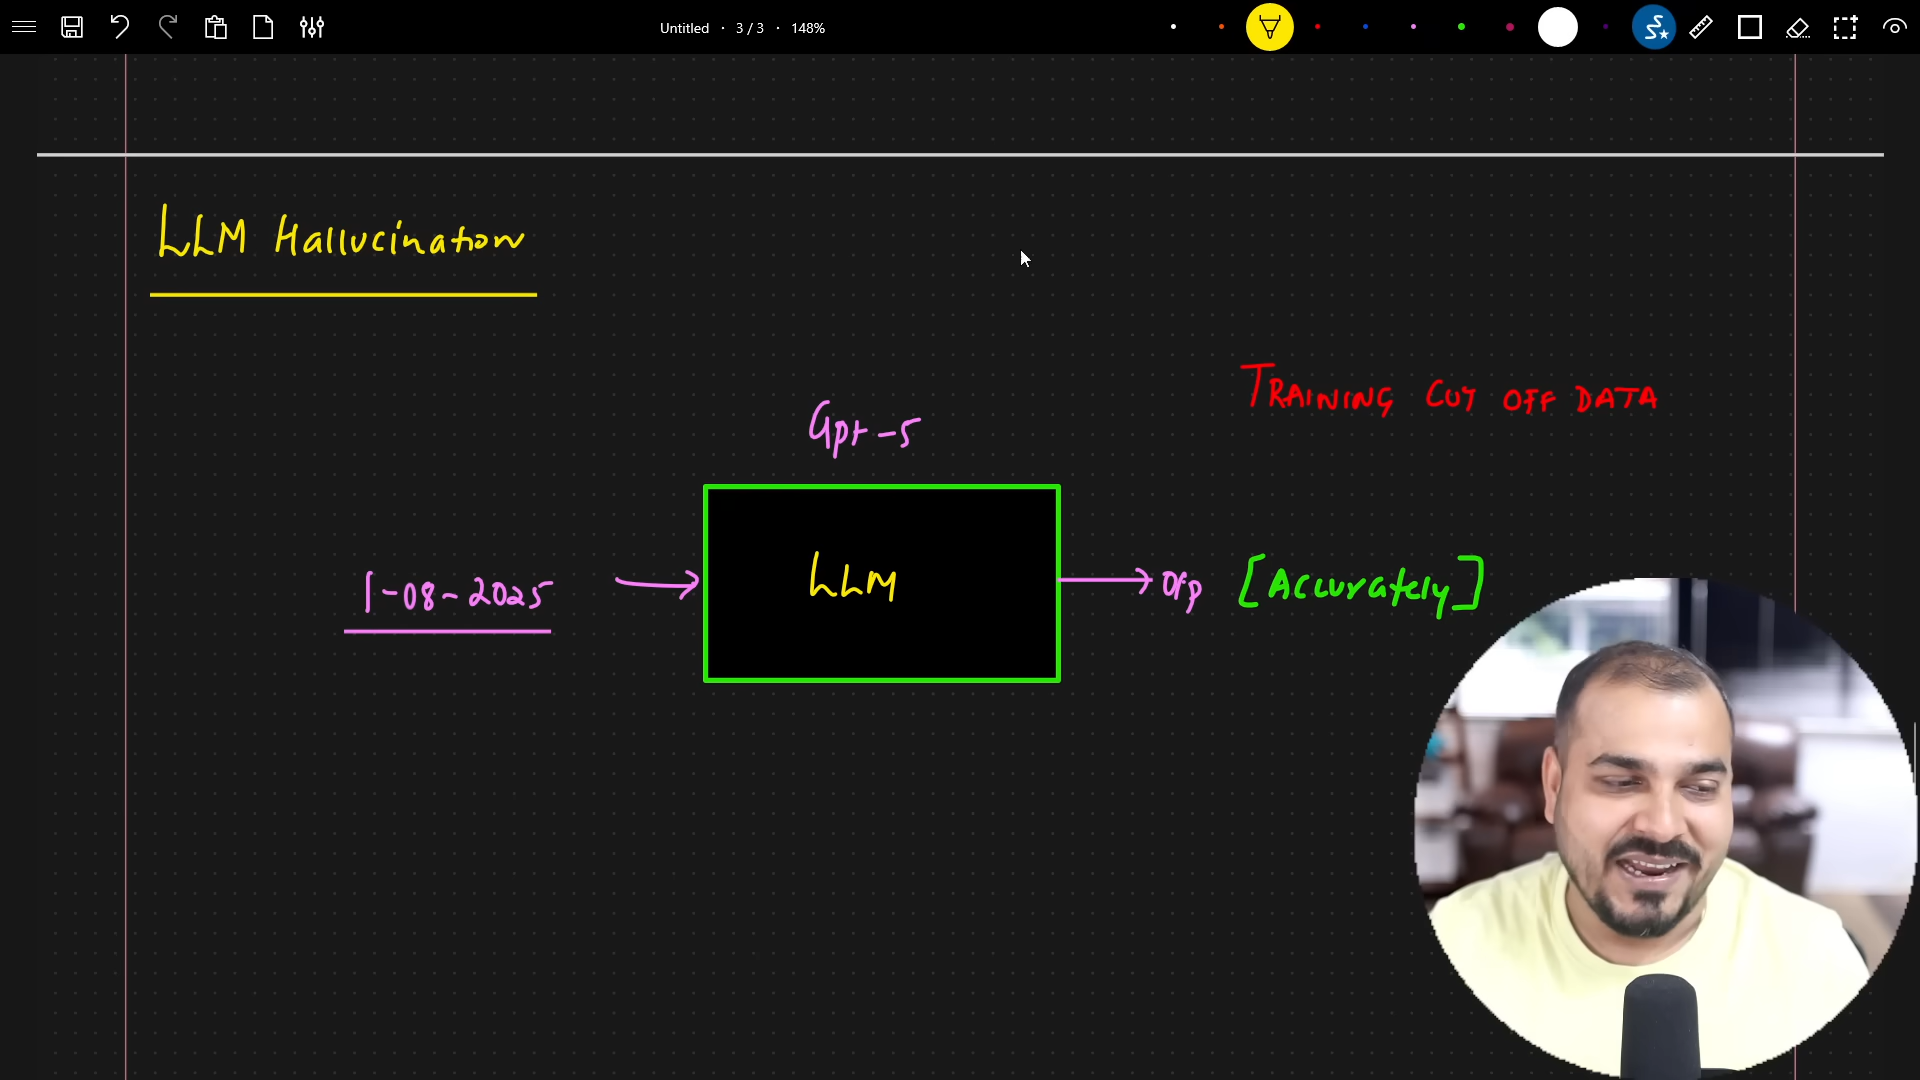 Untitled · 3 / 3 · 148%
LLM Hallucination
TRAINING CUT OFF DATA
Gpt-5
1-08-2025
LLM
O/p [Accurately]